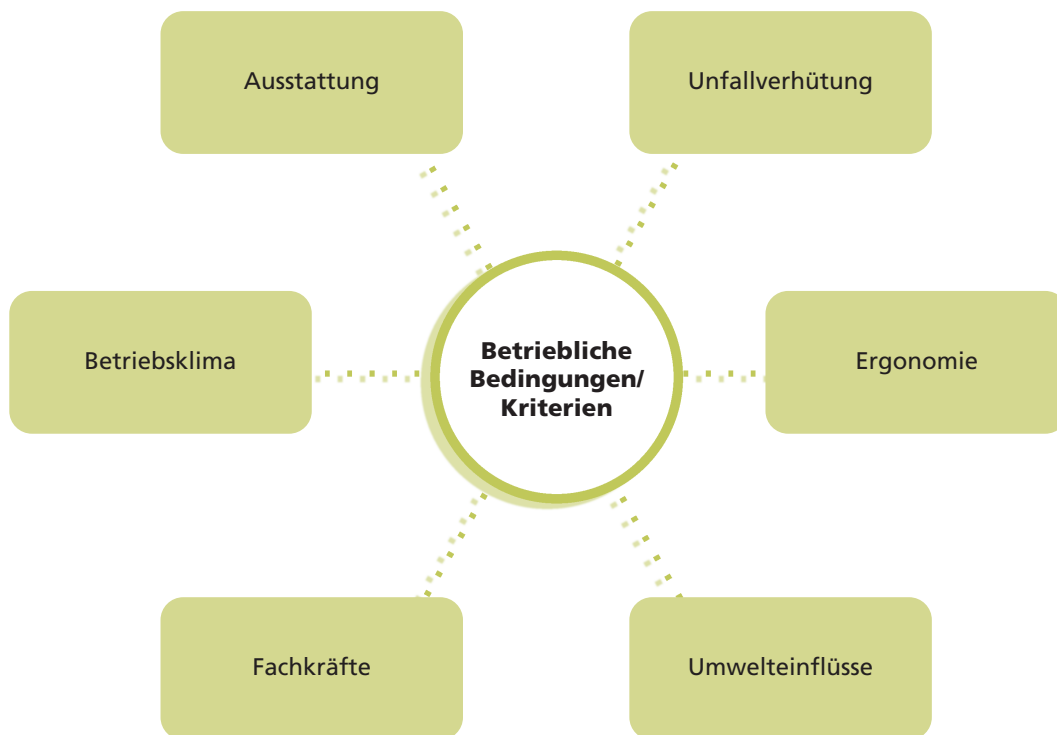 Ausstattung
Unfallverhütung
Betriebsklima
Betriebliche
Bedingungen/
Kriterien
Ergonomie
Fachkräfte
Umwelteinflüsse